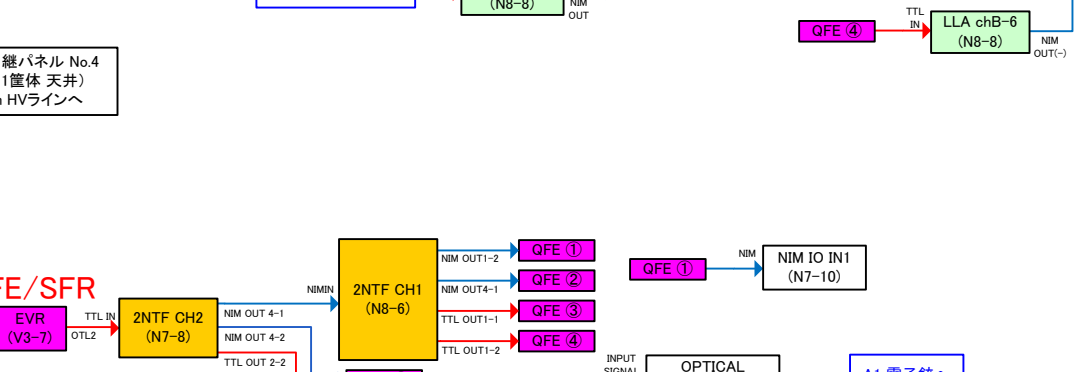 (N8-8)
NIM
OUT
TTL
IN
QFE ④
LLA chB-6
(N8-8)
NIM
OUT(-)
継パネル No.4
1筐体 天井)
HVラインへ
FE/SFR
EVR
(V3-7)
TTL IN
OTL2
2NTF CH2
(N7-8)
NIM OUT 4-1
NIM OUT 4-2
TTL OUT 2-2
NIMIN
2NTF CH1
(N8-6)
NIM OUT1-2
NIM OUT4-1
TTL OUT1-1
TTL OUT1-2
QFE ①
QFE ②
QFE ③
QFE ④
QFE ①
NIM
NIM IO IN1
(N7-10)
INPUT
SIGNAL
OPTICAL